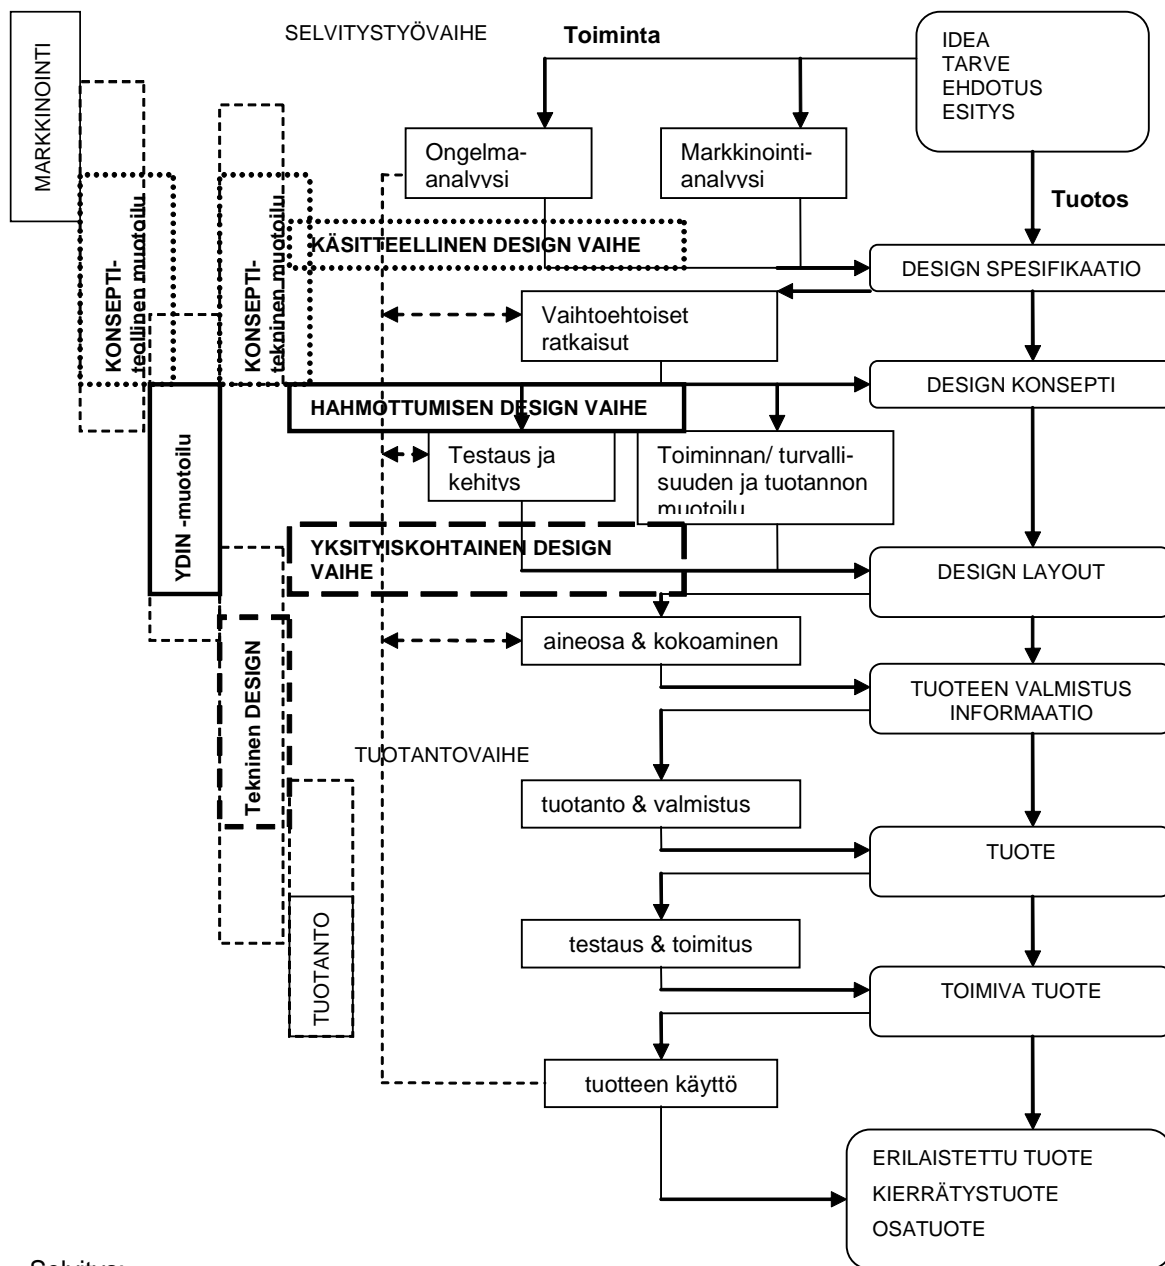 SELVITYSTYÖVAIHE
Toiminta
IDEA
TARVE
EHDOTUS
ESITYS
MARKKINOINTI
Ongelma-
analyysi
Markkinointi-
analyysi
Tuotos
KONSEPTI-
teollinen muotoilu
KONSEPTI-
tekninen muotoilu
KÄSITTEELLINEN DESIGN VAIHE
DESIGN SPESIFIKAATIO
Vaihtoehtoiset
ratkaisut
DESIGN KONSEPTI
HAHMOTTUMISEN DESIGN VAIHE
YDIN -muotoilu
Testaus ja
kehitys
Toiminnan/ turvalli-
suuden ja tuotannon
muotoilu
YKSITYISKOHTAINEN DESIGN
VAIHE
DESIGN LAYOUT
aineosa & kokoaminen
Tekninen DESIGN
TUOTEEN VALMISTUS
INFORMAATIO
TUOTANTOVAIHE
tuotanto & valmistus
TUOTE
TUOTANTO
testaus & toimitus
TOIMIVA TUOTE
tuotteen käyttö
ERILAISTETTU TUOTE
KIERRÄTYSTUOTE
OSATUOTE
Selvitys: